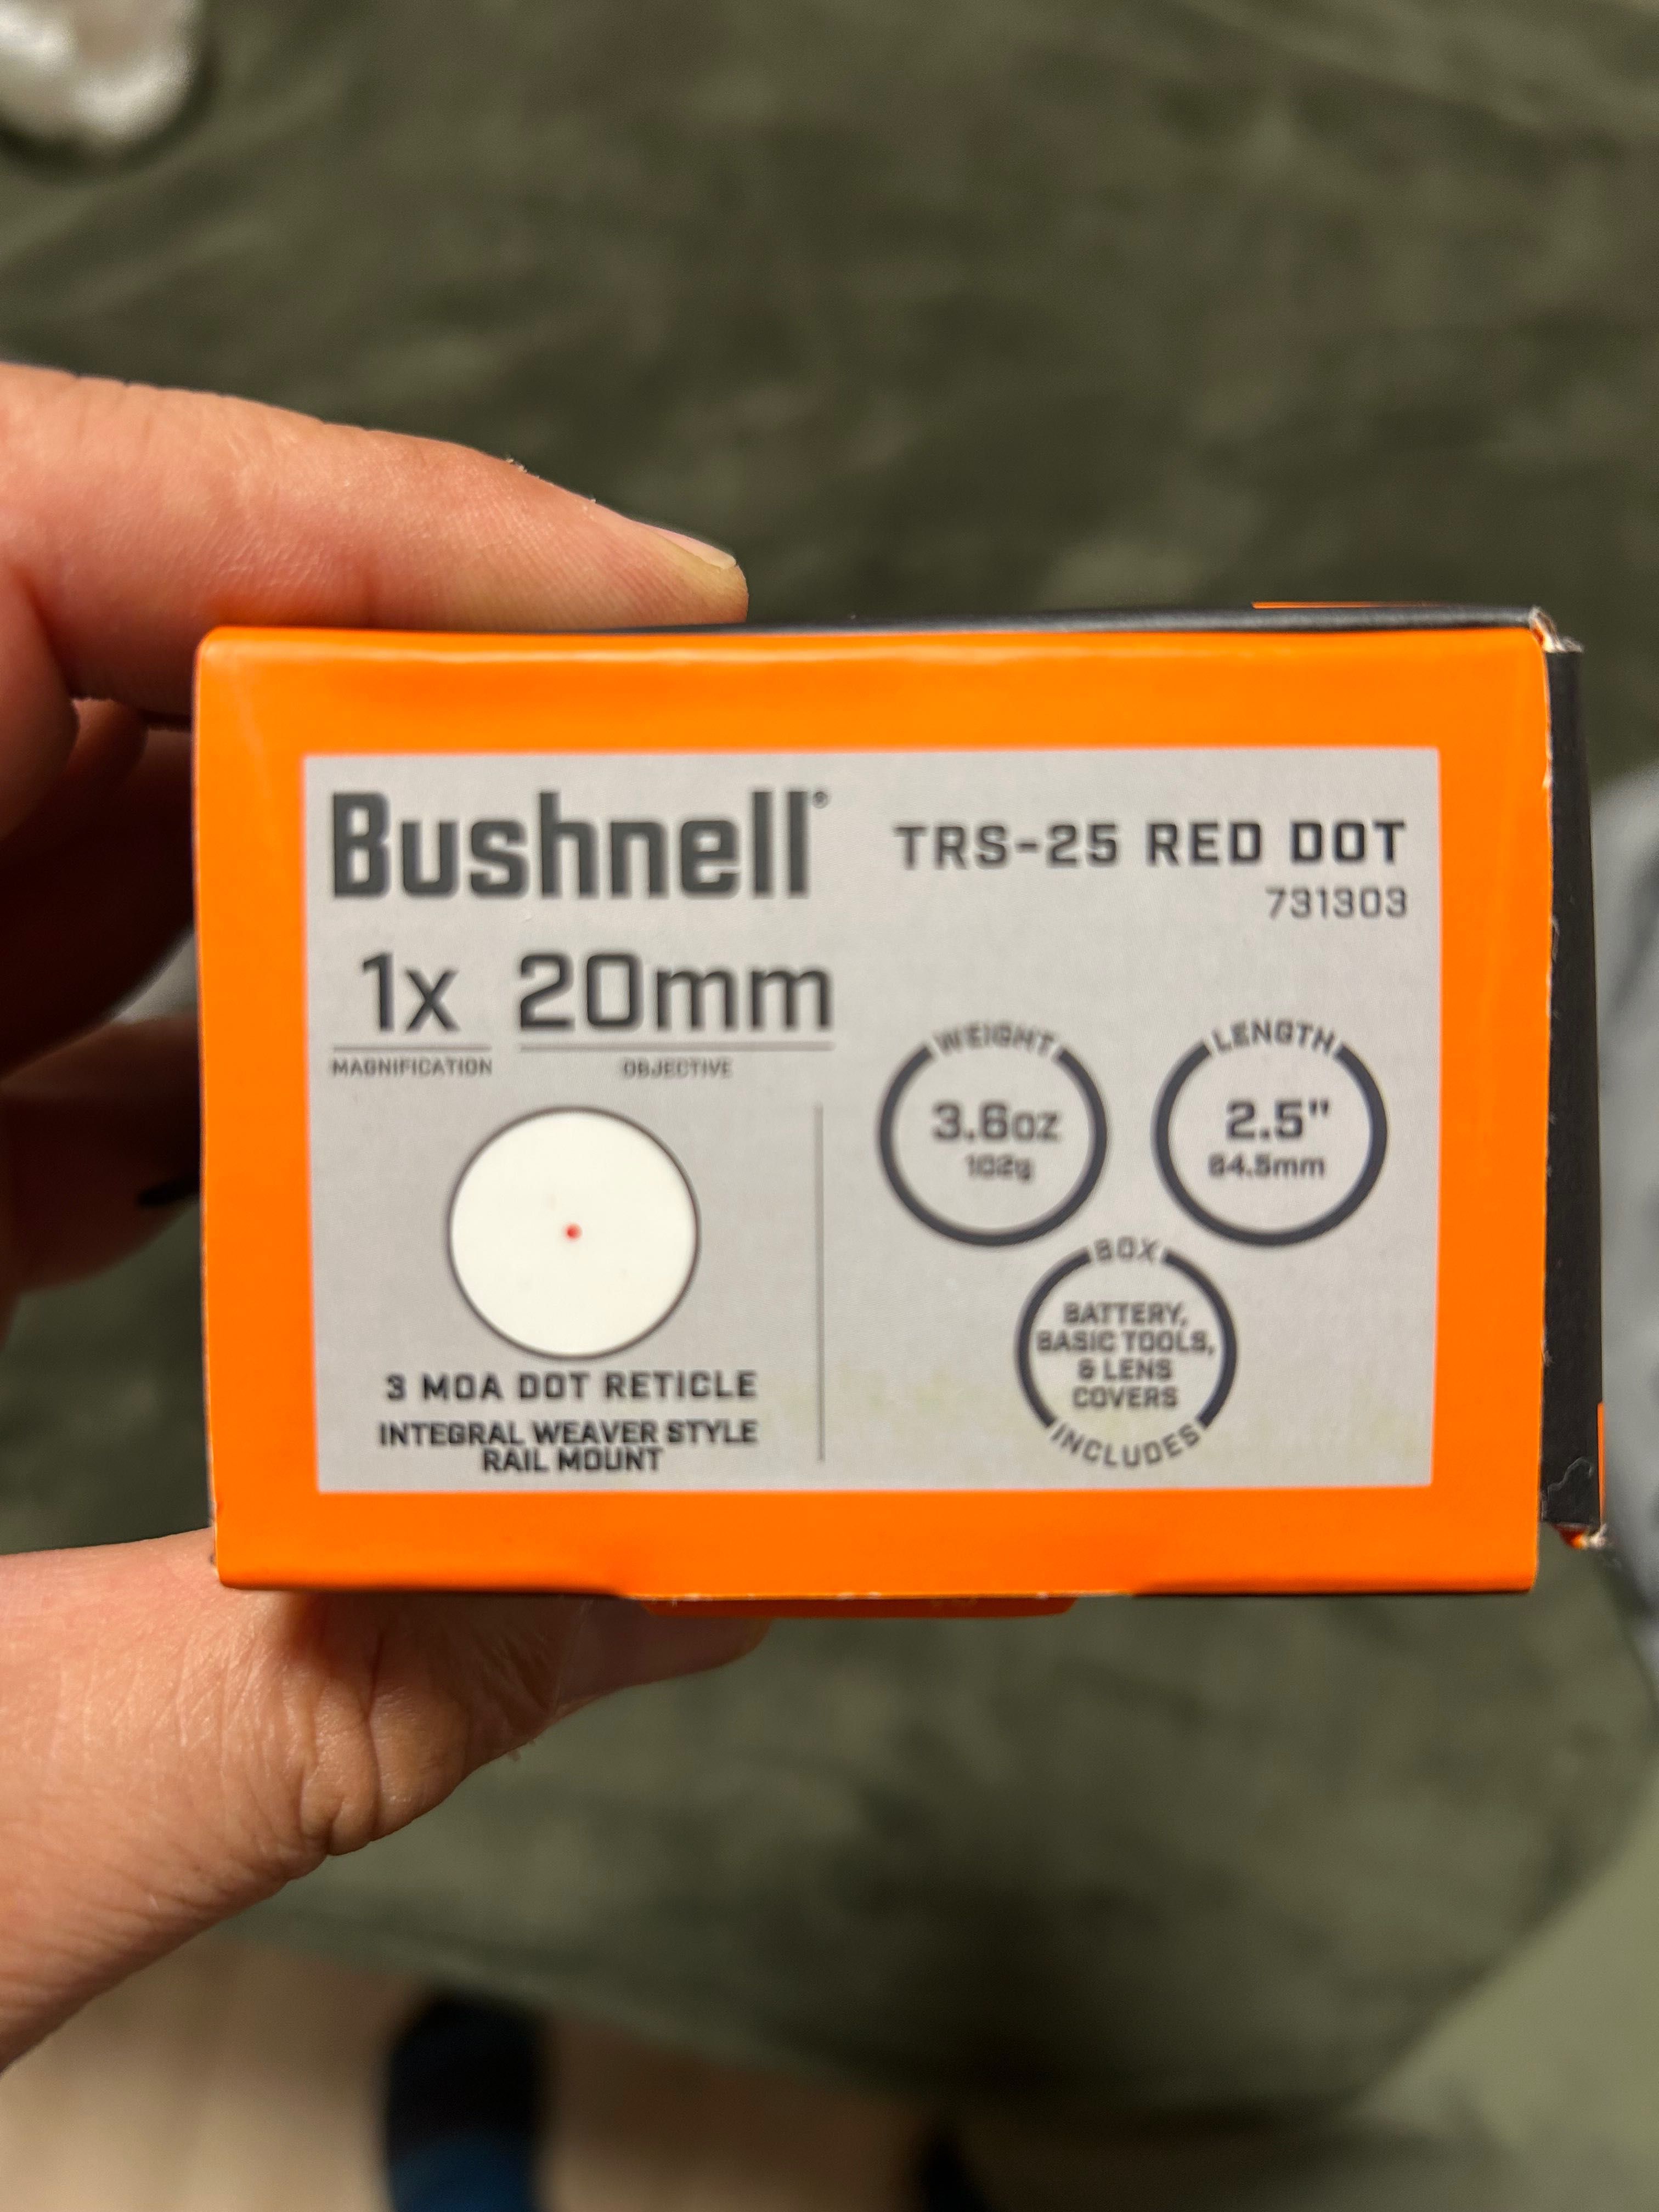 Bushnell®
TRS-25 RED DOT
731303
1x 20mm
MAGNIFICATION OBJECTIVE
WEIGHT
3.6oz
102g
LENGTH
2.5"
64.5mm
3 MOA DOT RETICLE
INTEGRAL WEAVER STYLE
RAIL MOUNT
BOX
BATTERY,
BASIC TOOLS,
& LENS
COVERS
INCLUDES